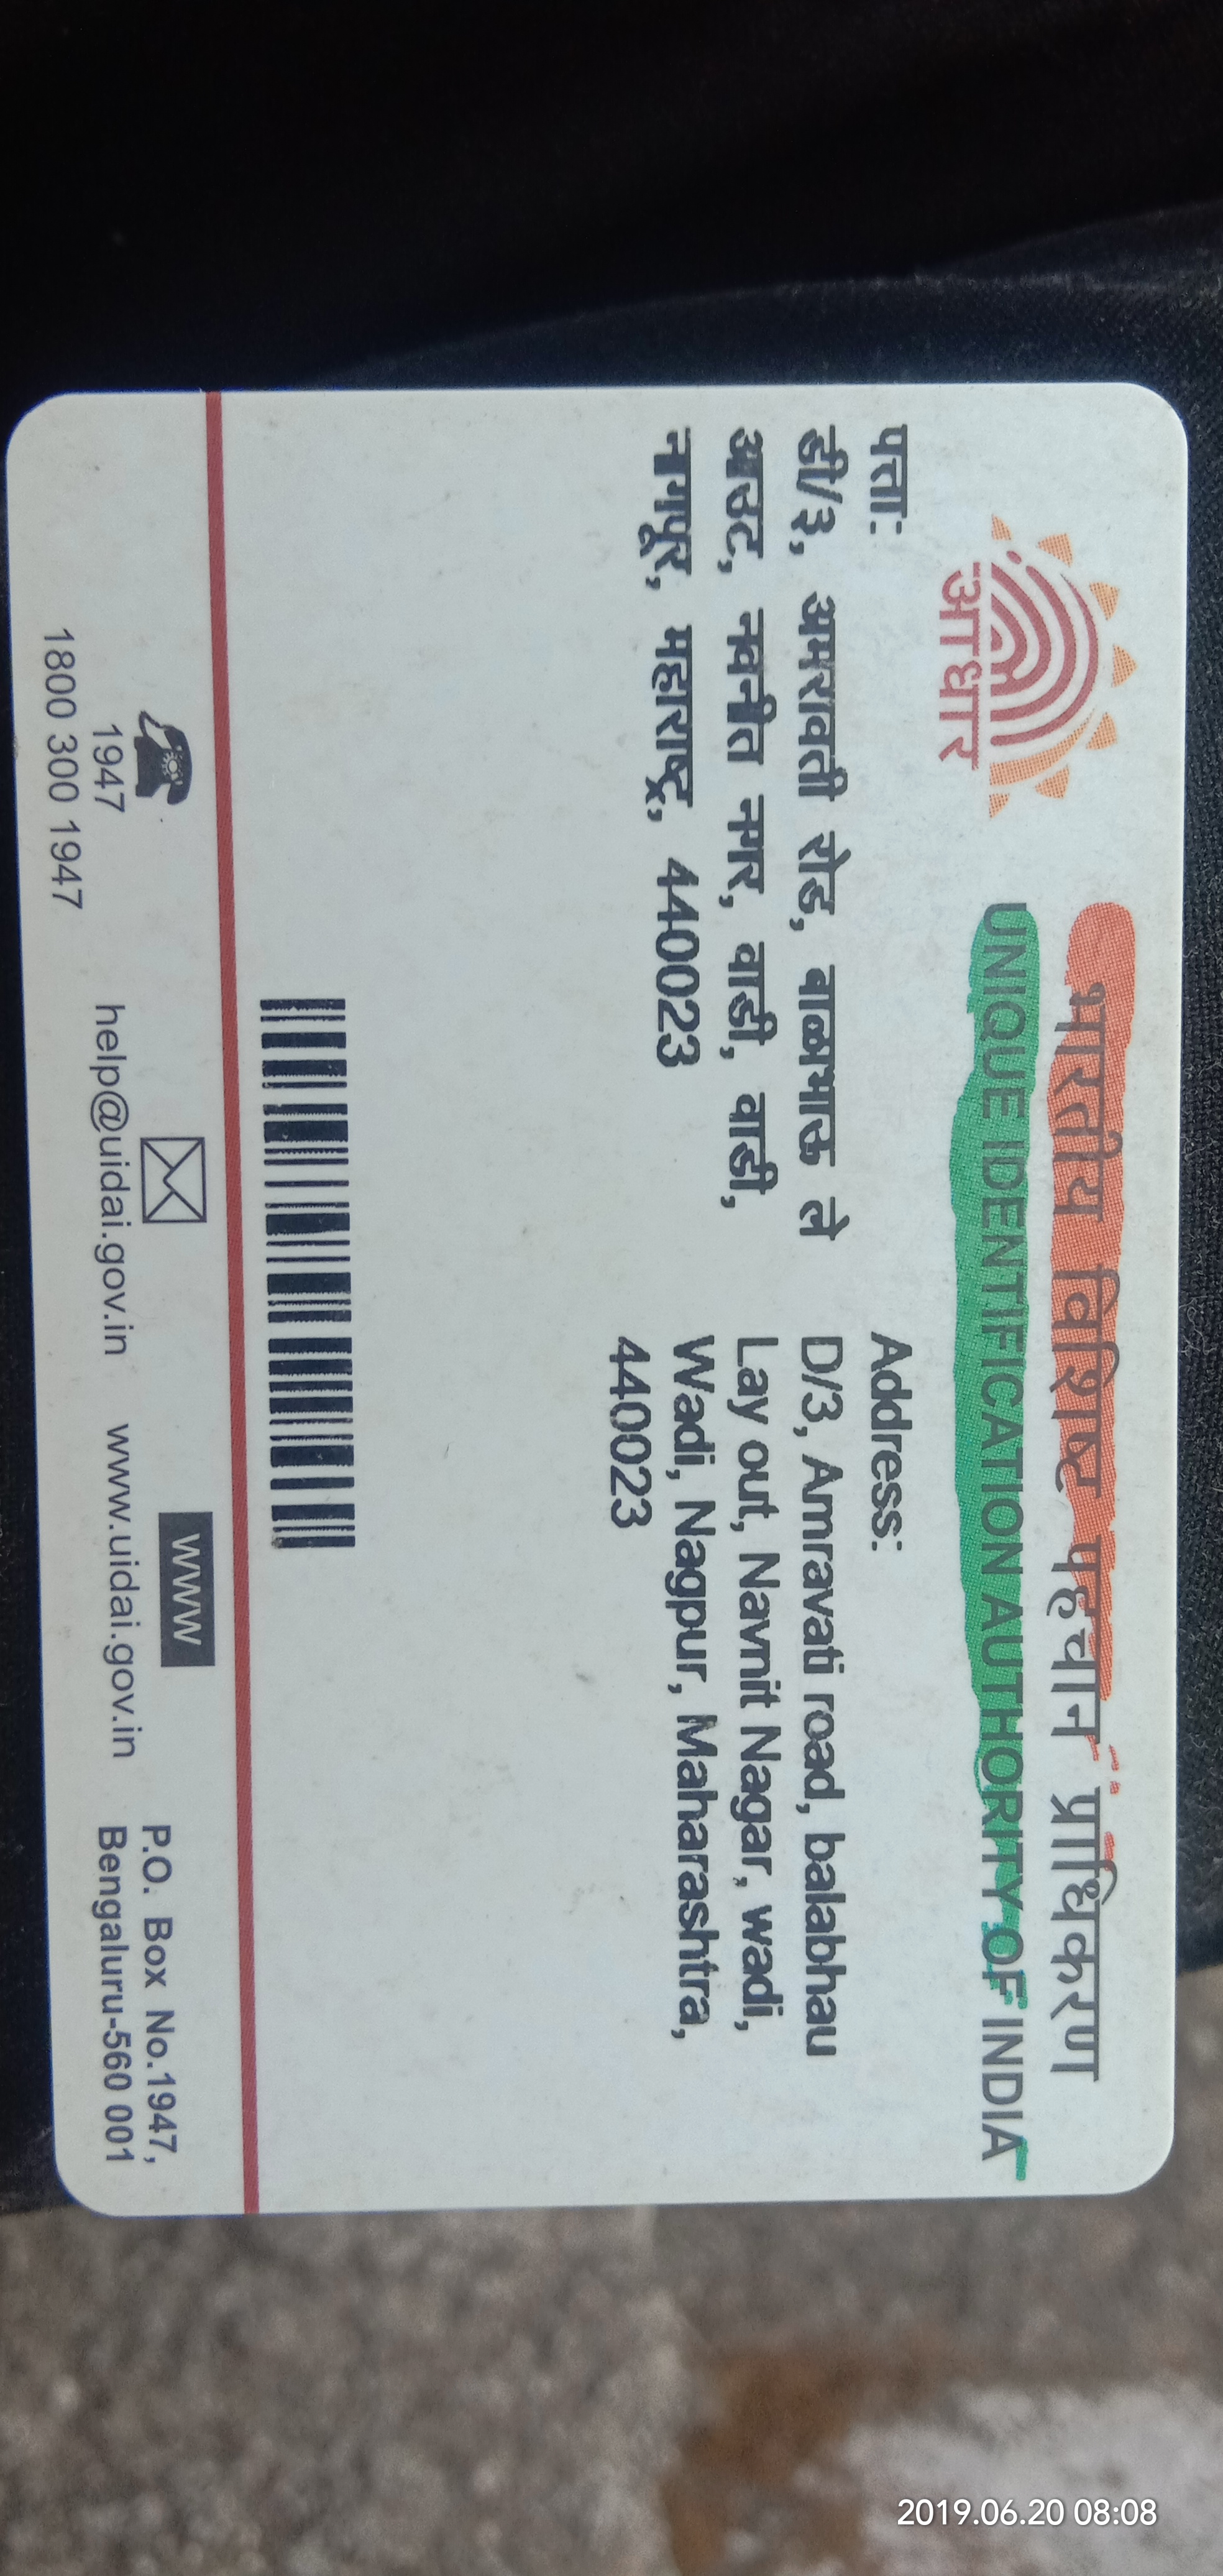 आधार
भारतीय विशिष्ट पहचान प्राधिकरण
UNIQUE IDENTIFICATION AUTHORITY OF INDIA
पत्ता:
डी/३, अमरावती रोड, बाळाभाऊ ले
आउट, नवनीत नगर, वाडी, वाडी,
नागपूर, महाराष्ट्र, 440023
Address:
D/3, Amravati road, balabhau
Lay out, Navnit Nagar, wadi,
Wadi, Nagpur, Maharashtra,
440023
1947
1800 300 1947
help@uidai.gov.in
WWW
www.uidai.gov.in
P.O. Box No.1947,
Bengaluru-560 001
2019.06.20 08:08